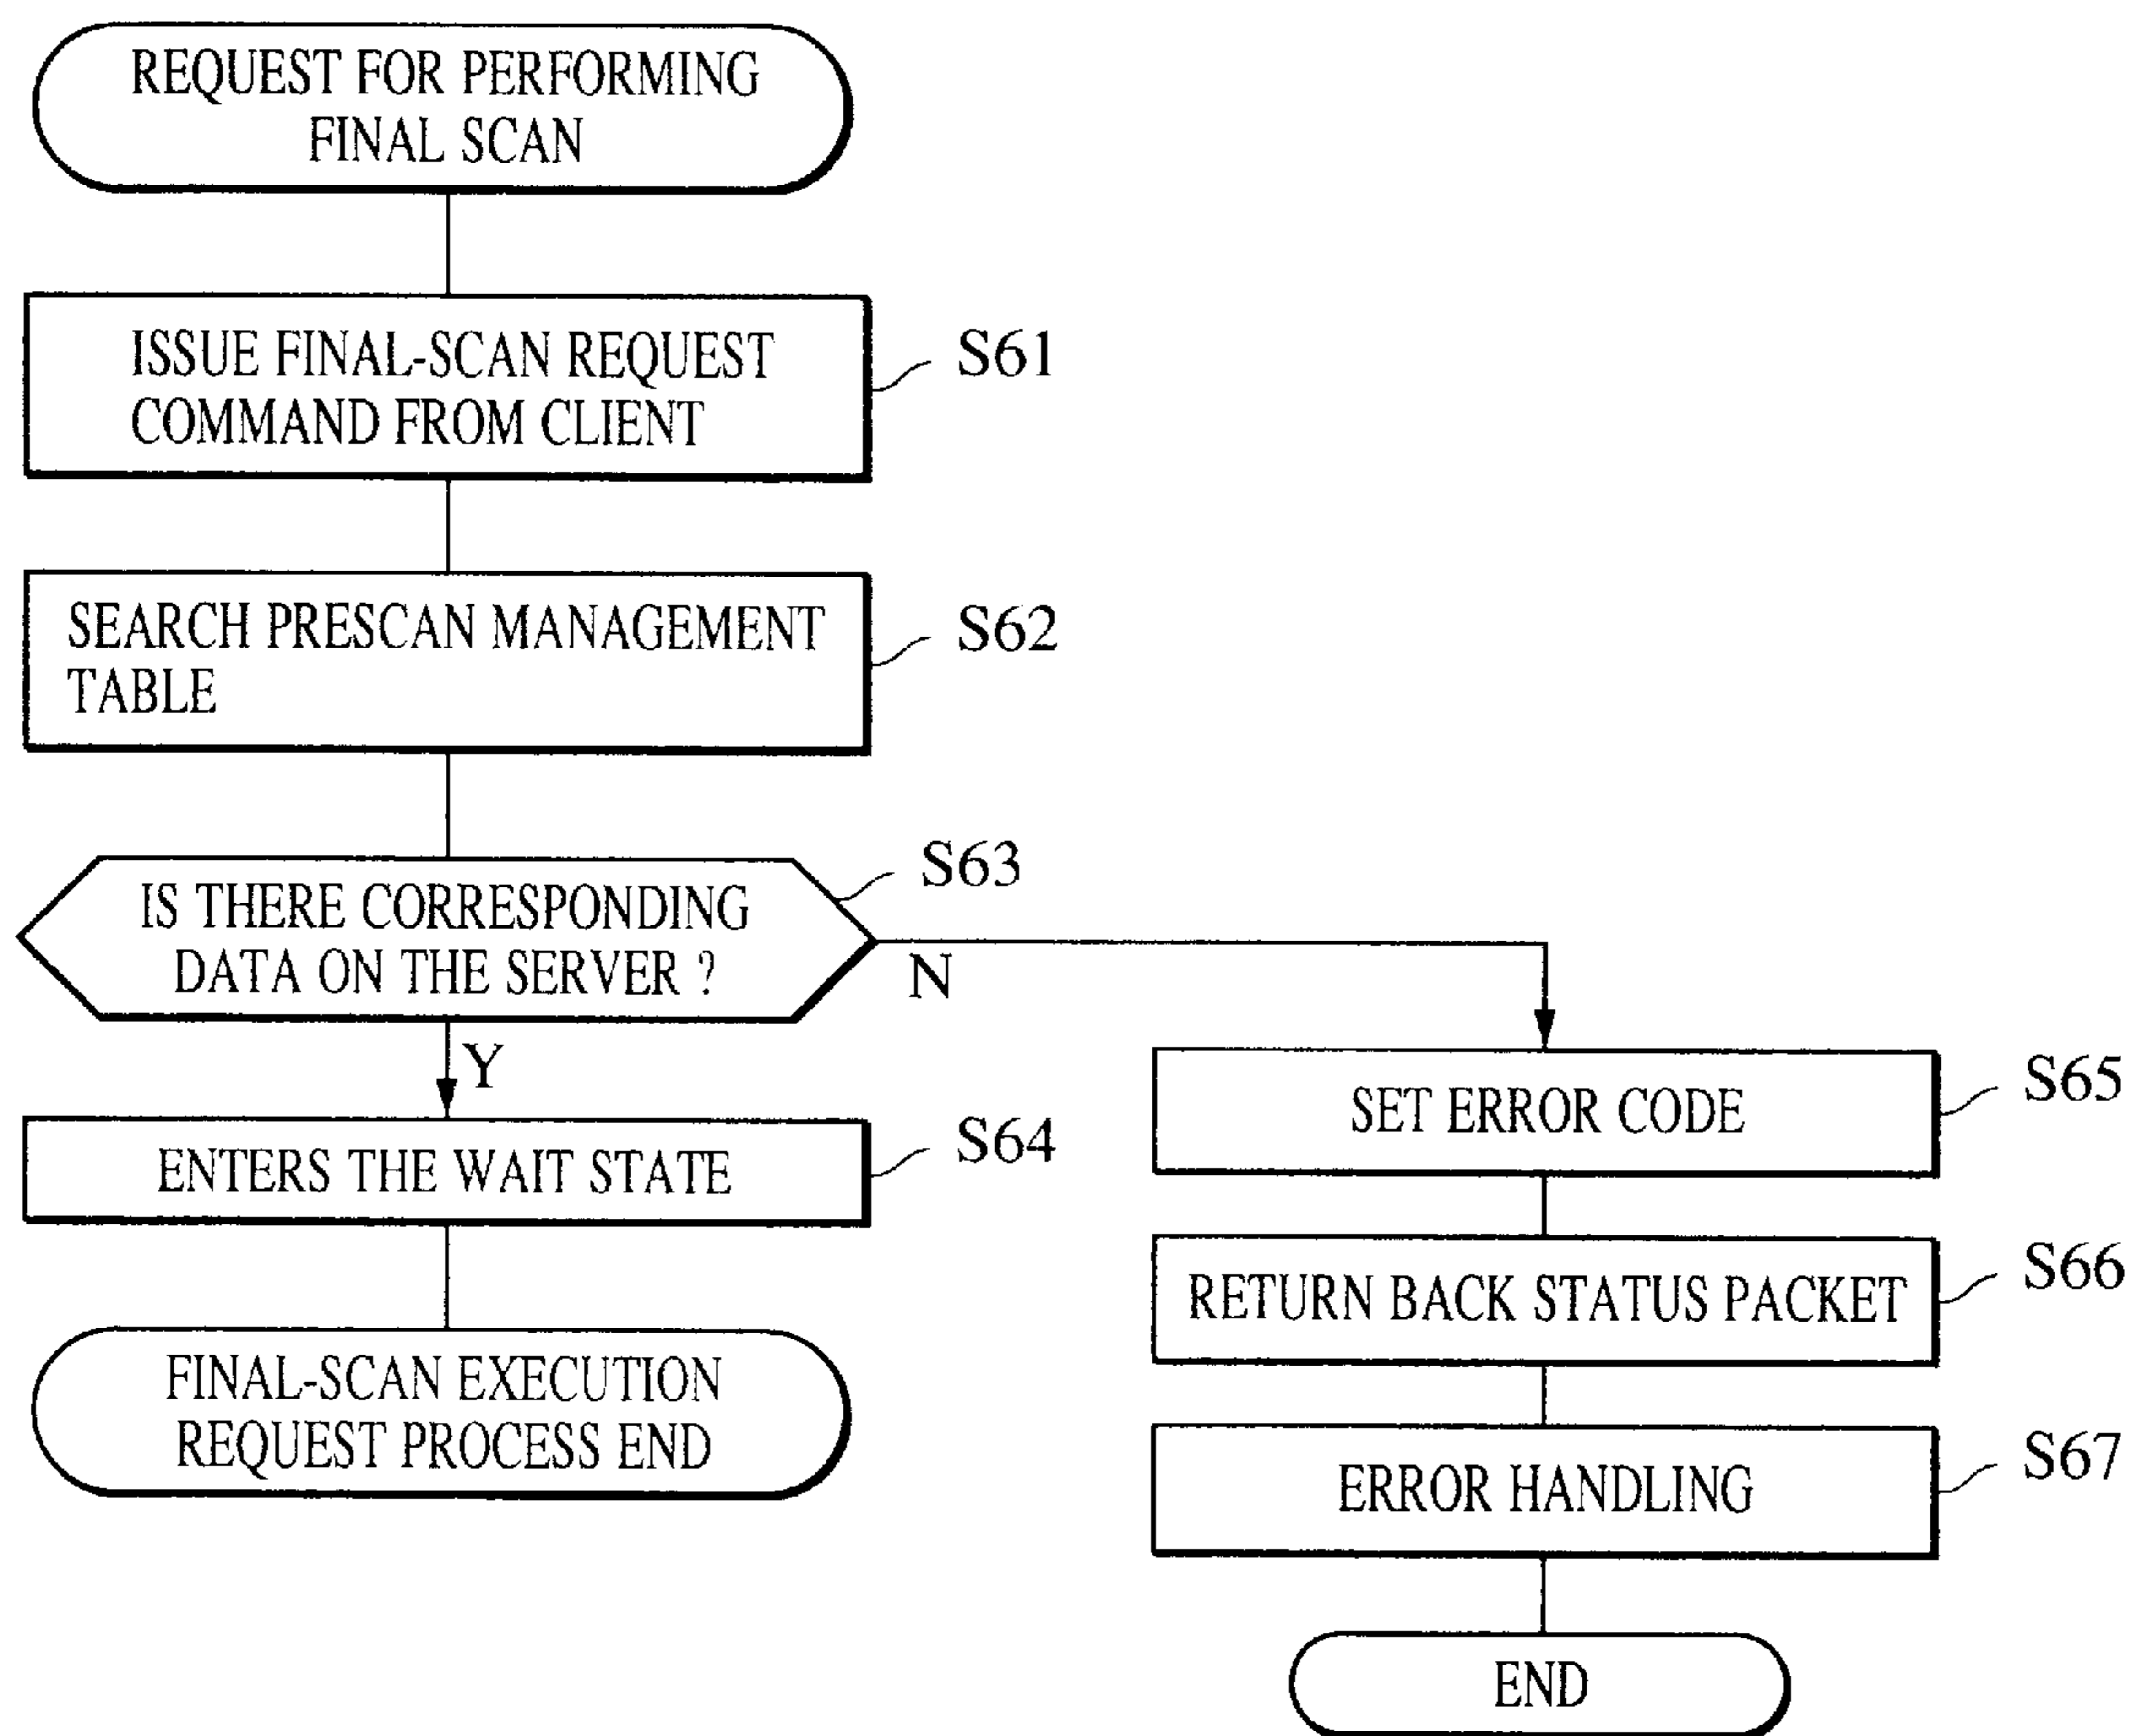 REQUEST FOR PERFORMING
FINAL SCAN
ISSUE FINAL-SCAN REQUEST
COMMAND FROM CLIENT
S61
SEARCH PRESCAN MANAGEMENT
TABLE
S62
IS THERE CORRESPONDING
DATA ON THE SERVER ?
S63
N
Y
ENTERS THE WAIT STATE
S64
FINAL-SCAN EXECUTION
REQUEST PROCESS END
SET ERROR CODE
S65
RETURN BACK STATUS PACKET
S66
ERROR HANDLING
S67
END